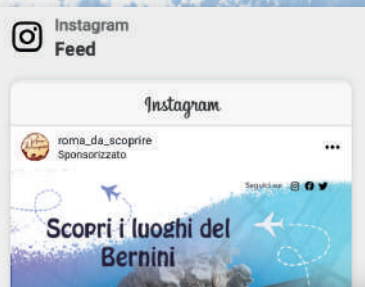 Instagram
Feed
Instagram
roma_da_scoprire
Sponsorizzato
Seguici su:
Scopri i luoghi del
Bernini